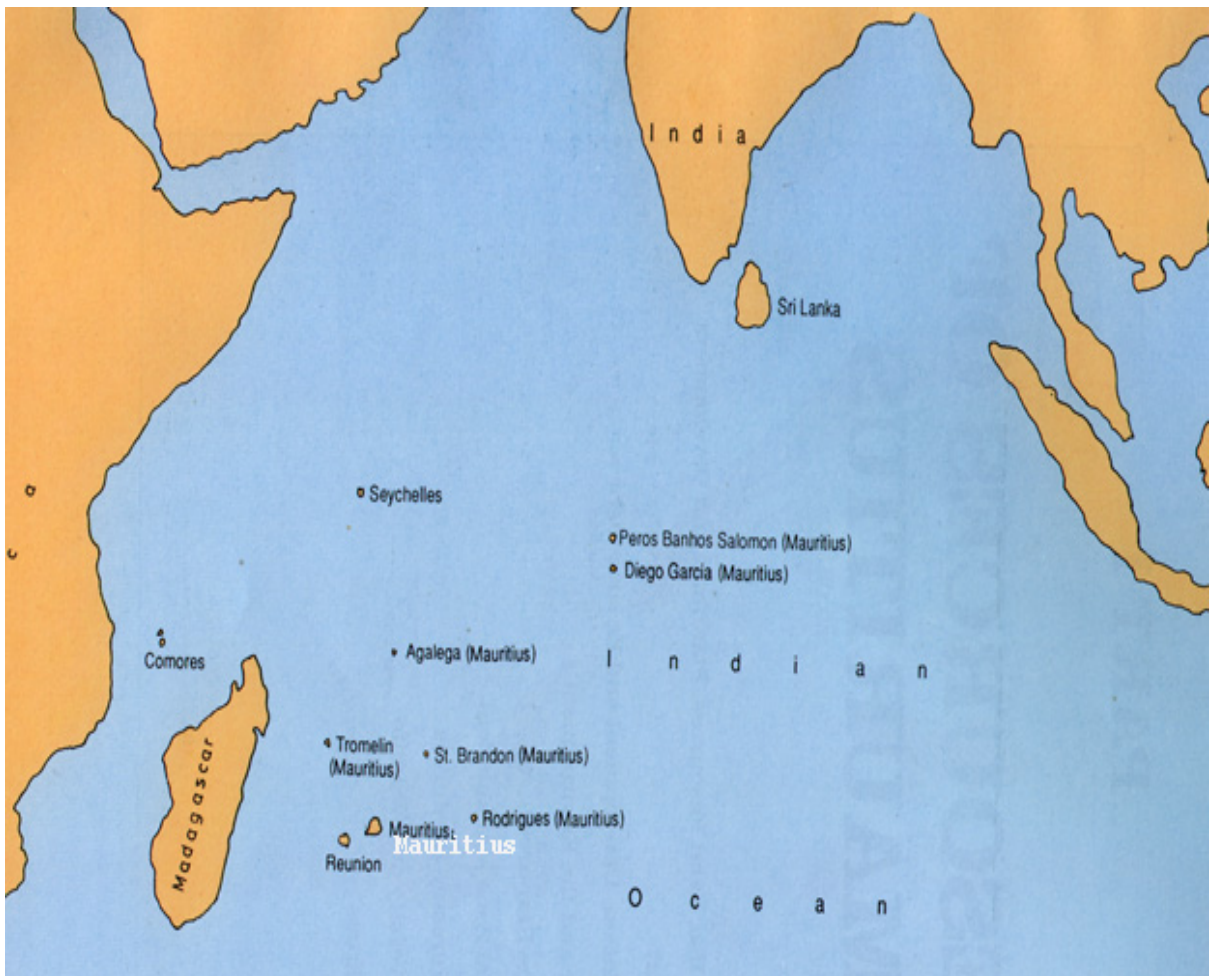 India
Sri Lanka
a
c
Seychelles
Peros Banhos Salomon (Mauritius)
Diego Garcia (Mauritius)
Comores
Agalega (Mauritius)
Indian
Tromelin
(Mauritius)
St. Brandon (Mauritius)
Madagascar
Mauritius
Rodrigues (Mauritius)
Mauritius
Reunion
Ocean